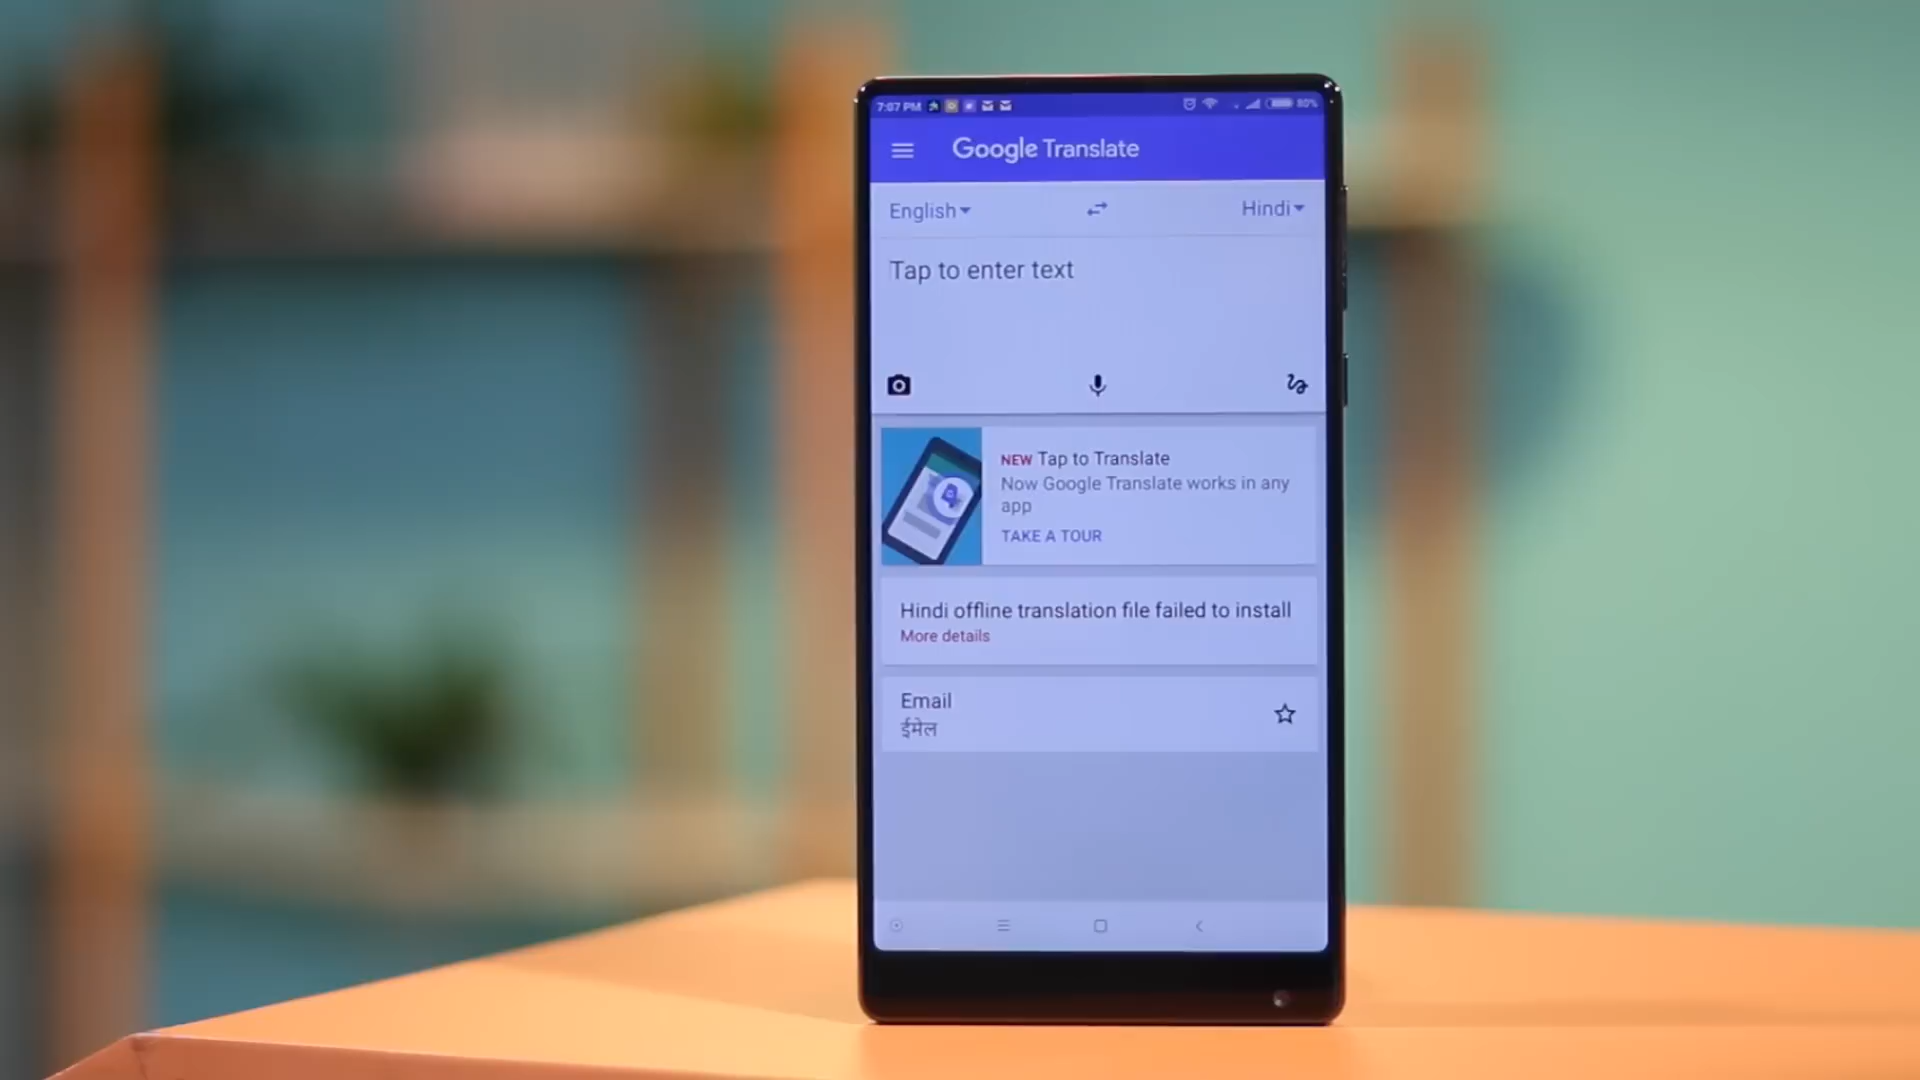 7:07 PM 80%
Google Translate
English Hindi
Tap to enter text
NEW Tap to Translate
Now Google Translate works in any
app
TAKE A TOUR
Hindi offline translation file failed to install
More details
Email
ईमेल